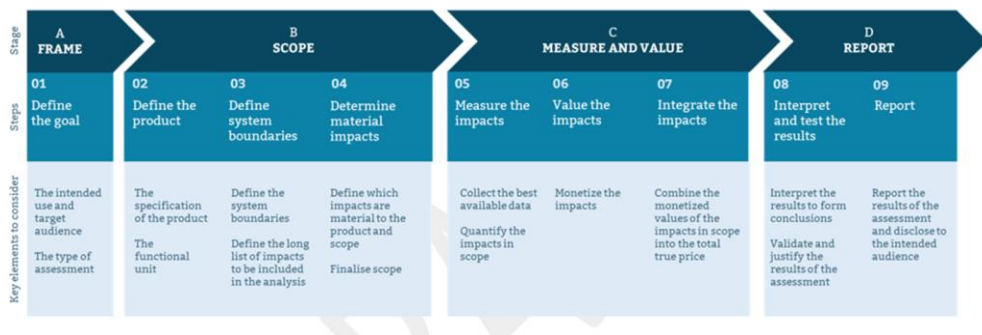 Stage
A
FRAME
B
SCOPE
C
MEASURE AND VALUE
D
REPORT
Steps
01
Define
the goal
02
Define the
product
03
Define
system
boundaries
04
Determine
material
impacts
05
Measure the
impacts
06
Value the
impacts
07
Integrate the
impacts
08
Interpret
and test the
results
09
Report
Key elements to consider
The intended
use and
target
audience
The type of
assessment
The
specification
of the product
The
functional
unit
Define the
system
boundaries
Define the long
list of impacts
to be included
in the analysis
Define which
impacts are
material to the
product and
scope
Finalise scope
Collect the best
available data
Quantify the
impacts in
scope
Monetize the
impacts
Combine the
monetized
values of the
impacts in scope
into the total
true price
Interpret the
results to form
conclusions
Validate and
justify the
results of the
assessment
Report the
results of the
assessment
and disclose to
the intended
audience